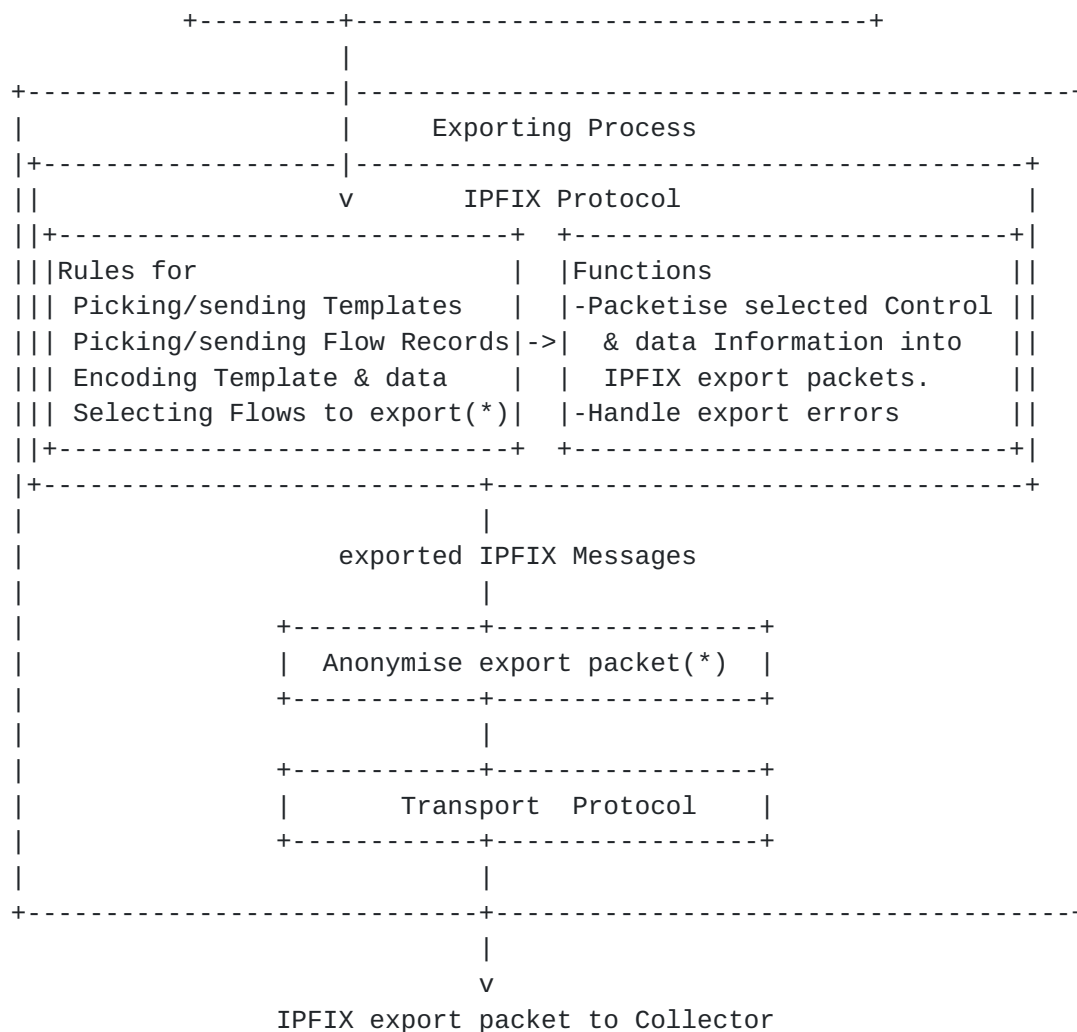 Exporting Process
IPFIX Protocol
Rules for Functions
Picking/sending Templates -Packetise selected Control
Picking/sending Flow Records -> & data Information into
Encoding Template & data IPFIX export packets.
Selecting Flows to export(*) -Handle export errors
exported IPFIX Messages
Anonymise export packet(*)
Transport Protocol
v
IPFIX export packet to Collector